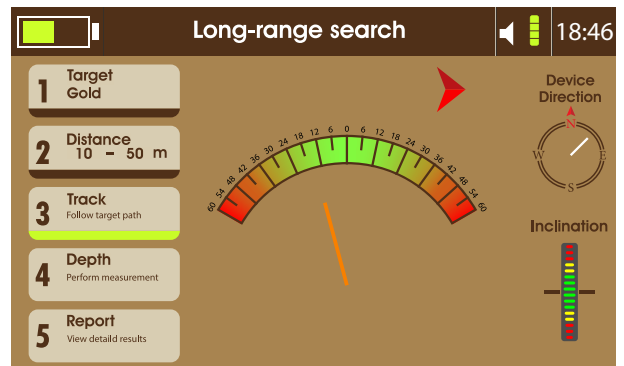 Long-range search
18:46
1
Target
Gold
2
Distance
10 - 50 m
3
Track
Follow target path
4
Depth
Perform measurement
5
Report
View detaild results
60 54 48 42 36 30 24 18 12 6 0 6 12 18 24 30 36 42 48 54 60
Device
Direction
N
W E
S
Inclination